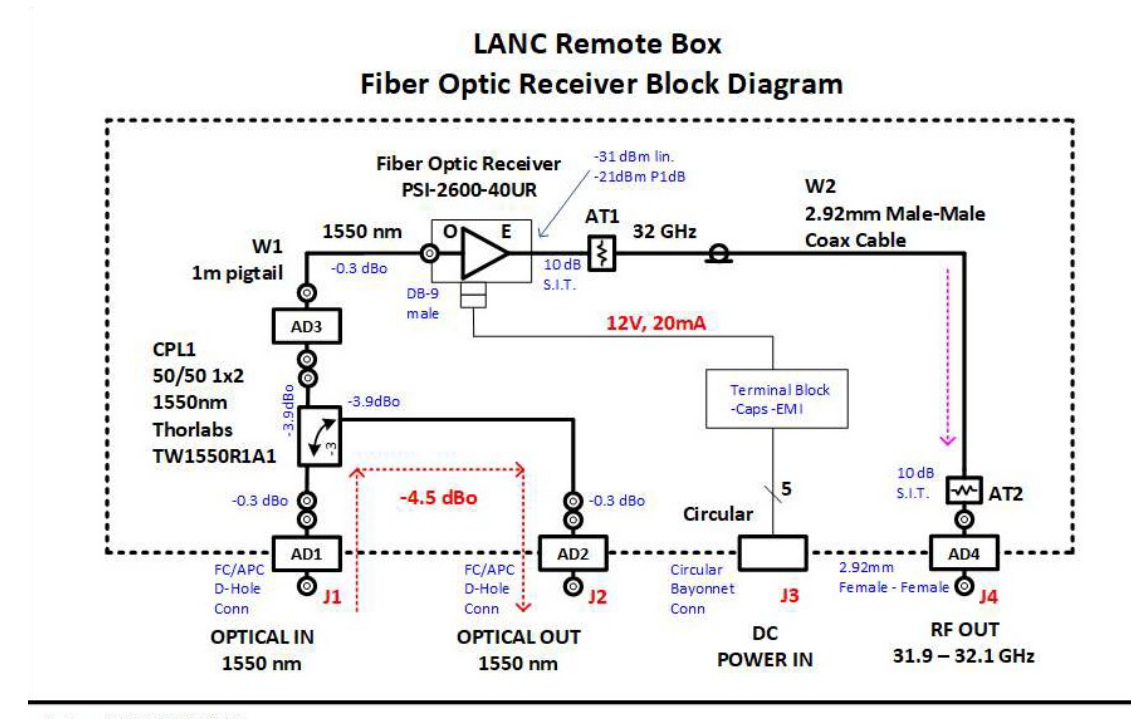 LANC Remote Box
Fiber Optic Receiver Block Diagram
Fiber Optic Receiver
PSI-2600-40UR
-31 dBm lin.
-21dBm P1dB
W2
2.92mm Male-Male
Coax Cable
W1
1m pigtail
1550 nm
-0.3 dBo
O
E
AT1
32 GHz
10 dB
S.I.T.
DB-9
male
12V, 20mA
AD3
CPL1
50/50 1x2
1550nm
Thorlabs
TW1550R1A1
-3.9dBo
-3.9dBo
-3
Terminal Block
-Caps -EMI
-0.3 dBo
-4.5 dBo
-0.3 dBo
5
Circular
10 dB
S.I.T.
AT2
AD1
AD2
AD4
FC/APC
D-Hole
Conn
J1
FC/APC
D-Hole
Conn
J2
Circular
Bayonnet
Conn
J3
2.92mm
Female - Female
J4
OPTICAL IN
1550 nm
OPTICAL OUT
1550 nm
DC
POWER IN
RF OUT
31.9 – 32.1 GHz